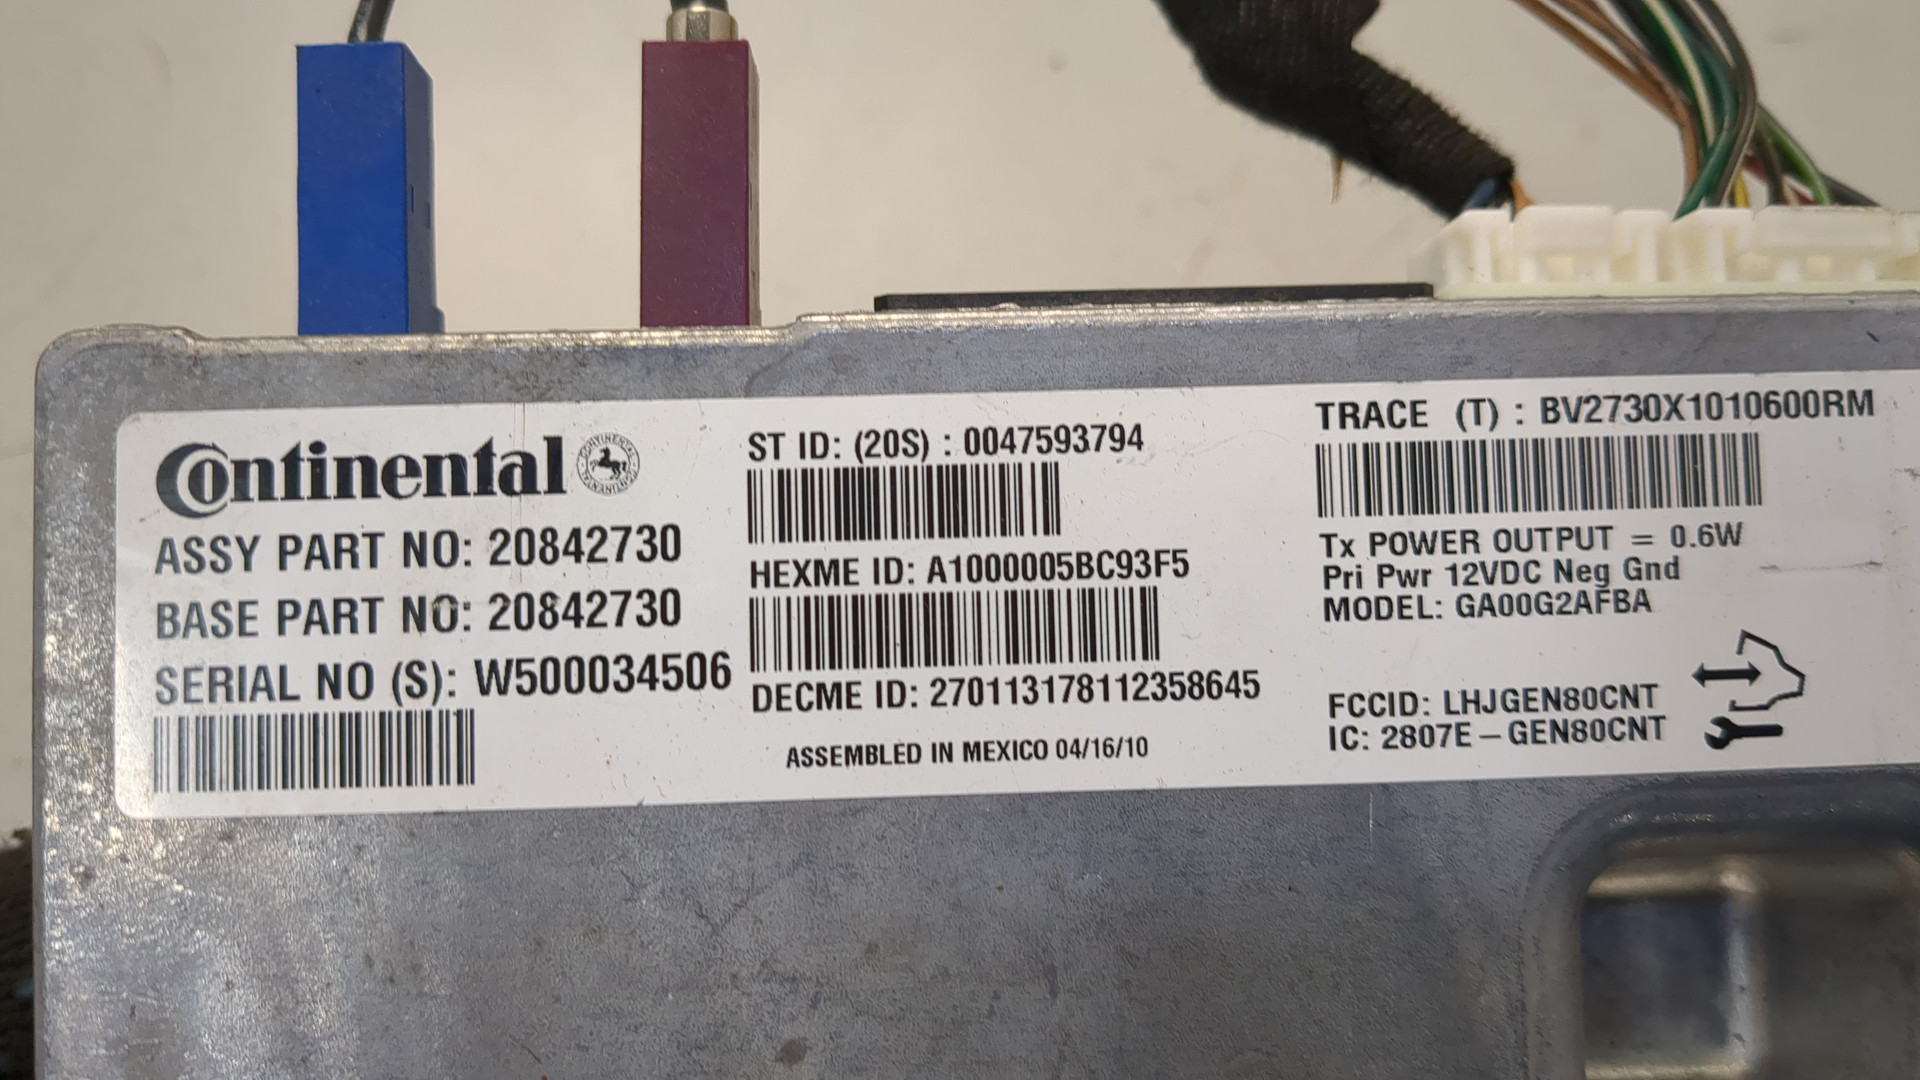 Continental
ASSY PART NO: 20842730
BASE PART NO: 20842730
SERIAL NO (S): W500034506
ST ID: (20S) : 0047593794
HEXME ID: A1000005BC93F5
DECME ID: 270113178112358645
ASSEMBLED IN MEXICO 04/16/10
TRACE (T) : BV2730X1010600RM
Tx POWER OUTPUT = 0.6W
Pri Pwr 12VDC Neg Gnd
MODEL: GA00G2AFBA
FCCID: LHJGEN80CNT
IC: 2807E-GEN80CNT